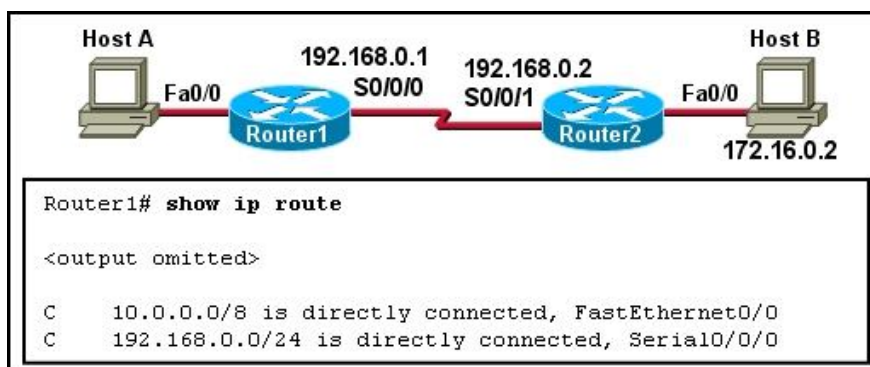 Host A
Host B
192.168.0.1
192.168.0.2
Fa0/0
S0/0/0
S0/0/1
Fa0/0
Router1
Router2
172.16.0.2
Router1# show ip route
<output omitted>
C 10.0.0.0/8 is directly connected, FastEthernet0/0
C 192.168.0.0/24 is directly connected, Serial0/0/0